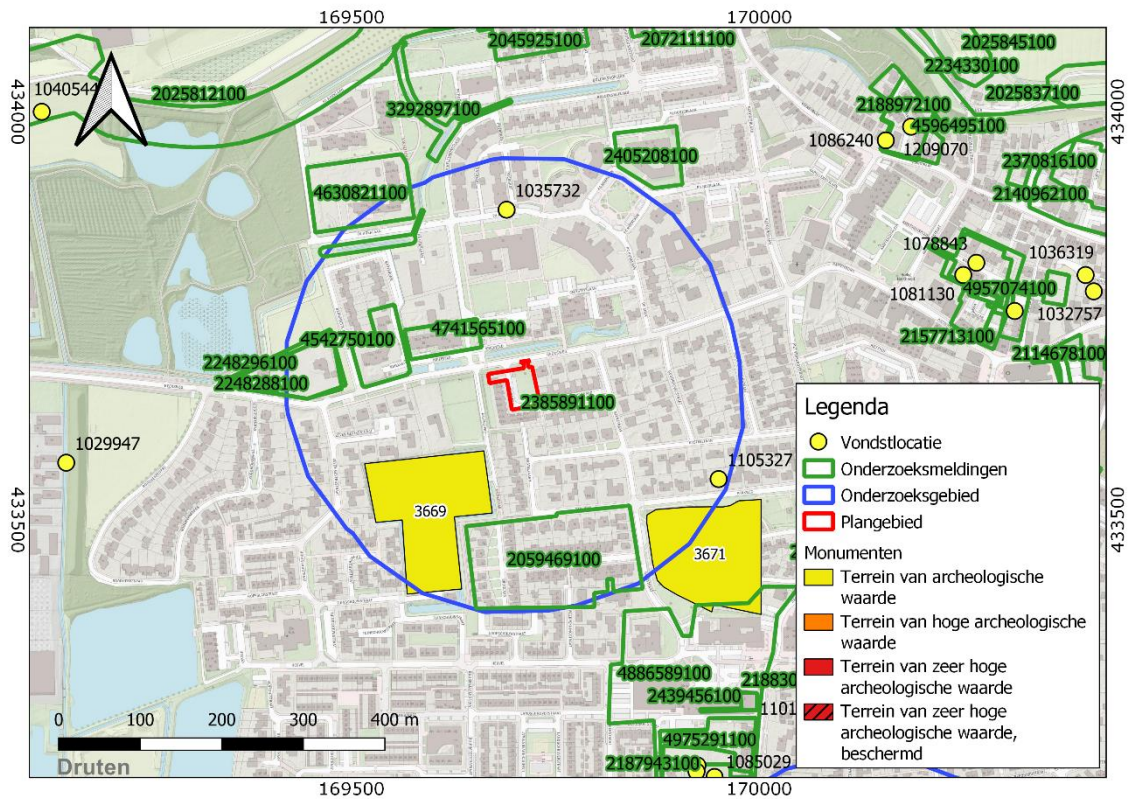 169500
170000
434000
434000
433500
433500
1040544
2025812100
2045925100
2072111100
3292897100
2025845100
2234330100
2025837100
2188972100
4596495100
1086240
1209070
2370816100
2140962100
2405208100
4630821100
1035732
1078843
1036319
4957074100
1081130
1032757
2157713100
2114678100
4542750100
4741565100
2248296100
2248288100
2385891100
1029947
1105327
3669
3671
2059469100
4886589100
218830
2439456100
1101
4975291100
2187943100
1085029
Legenda
Vondstlocatie
Onderzoeksmeldingen
Onderzoeksgebied
Plangebied
Monumenten
Terrein van archeologische
waarde
Terrein van hoge archeologische
waarde
Terrein van zeer hoge
archeologische waarde
Terrein van zeer hoge
archeologische waarde,
beschermd
0 100 200 300 400 m
Druten
169500
170000